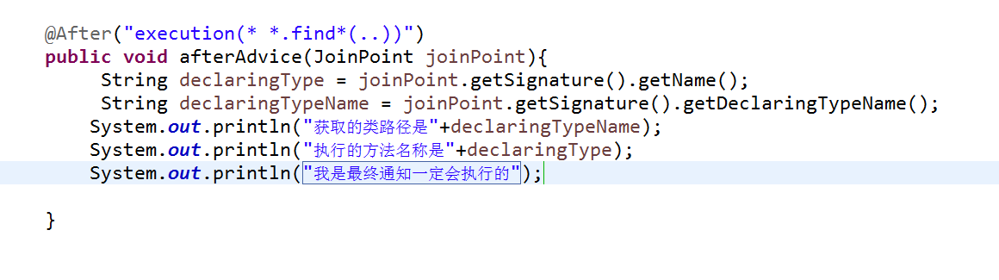 @After("execution(* *.find*(..))")
public void afterAdvice(JoinPoint joinPoint){
String declaringType = joinPoint.getSignature().getName();
String declaringTypeName = joinPoint.getSignature().getDeclaringTypeName();
System.out.println("获取的类路径是"+declaringTypeName);
System.out.println("执行的方法名称是"+declaringType);
System.out.println("我是最终通知一定会执行的");
}